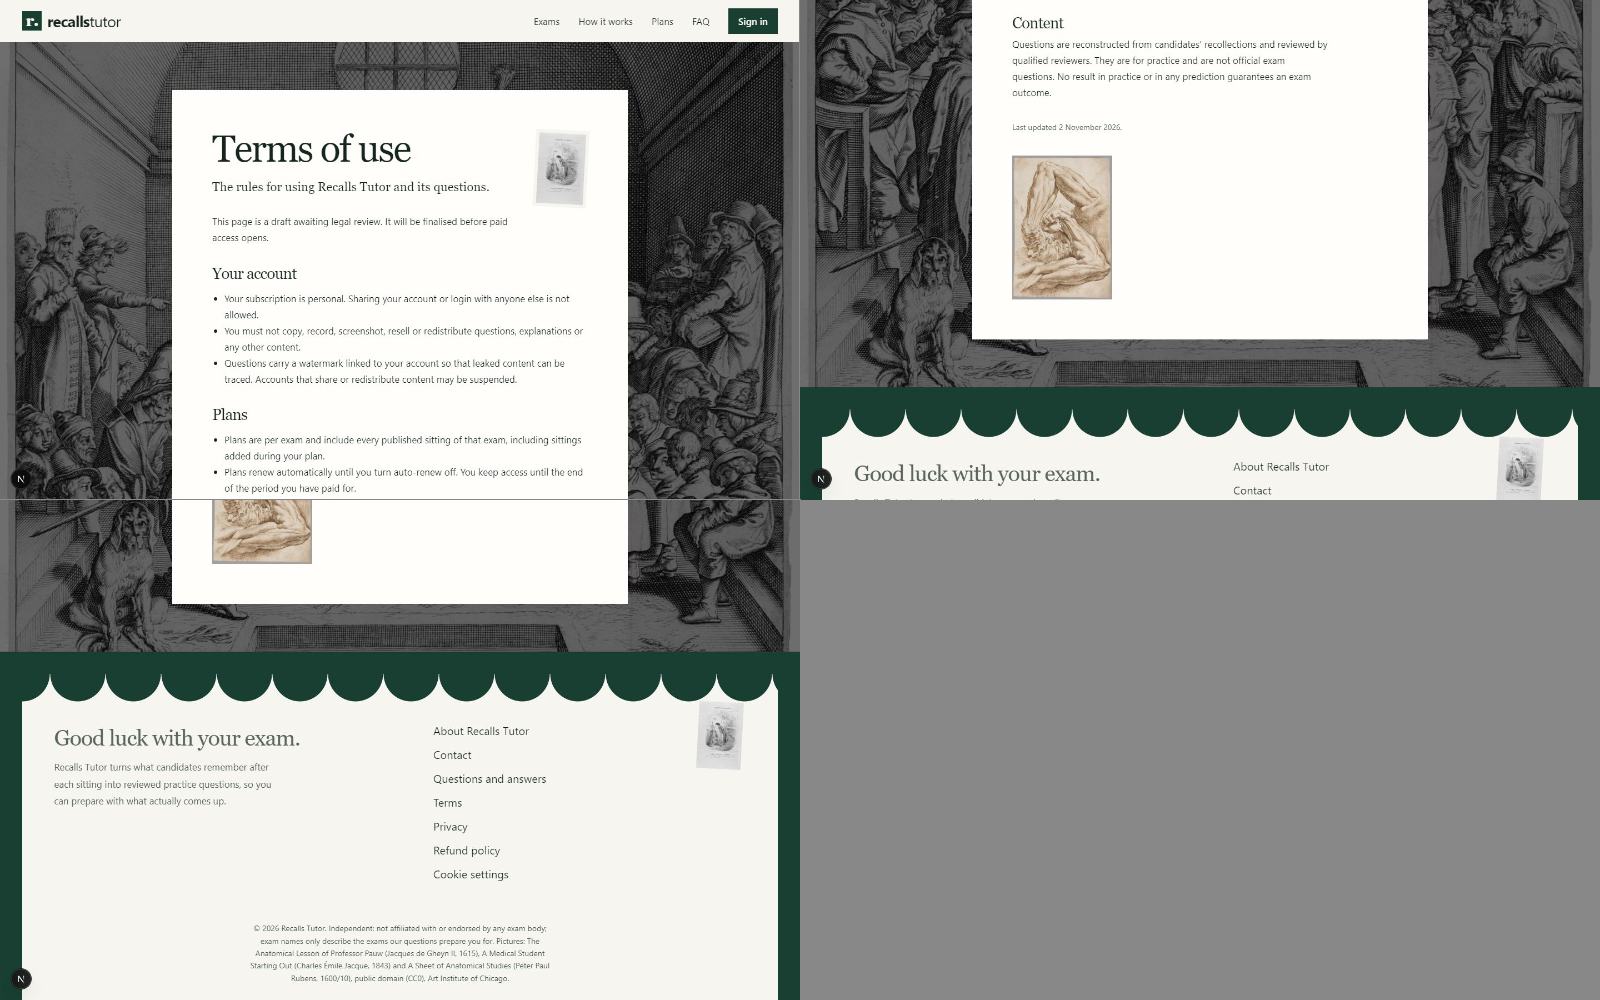 r. recallstutor
Exams How it works Plans FAQ Sign in
Terms of use
The rules for using Recalls Tutor and its questions.
This page is a draft awaiting legal review. It will be finalised before paid
access opens.
Your account
• Your subscription is personal. Sharing your account or login with anyone else is not
allowed.
• You must not copy, record, screenshot, resell or redistribute questions, explanations or
any other content.
• Questions carry a watermark linked to your account so that leaked content can be
traced. Accounts that share or redistribute content may be suspended.
Plans
• Plans are per exam and include every published sitting of that exam, including sittings
added during your plan.
• Plans renew automatically until you turn auto-renew off. You keep access until the end
of the period you have paid for.
N
Content
Questions are reconstructed from candidates' recollections and reviewed by
qualified reviewers. They are for practice and are not official exam
questions. No result in practice or in any prediction guarantees an exam
outcome.
Last updated 2 November 2026.
Good luck with your exam.
About Recalls Tutor
Contact
N
Good luck with your exam.
Recalls Tutor turns what candidates remember after
each sitting into reviewed practice questions, so you
can prepare with what actually comes up.
About Recalls Tutor
Contact
Questions and answers
Terms
Privacy
Refund policy
Cookie settings
© 2026 Recalls Tutor. Independent: not affiliated with or endorsed by any exam body;
exam names only describe the exams our questions prepare you for. Pictures: The
Anatomical Lesson of Professor Pauw (Jacques de Gheyn II, 1615), A Medical Student
Starting Out (Charles Émile Jacque, 1843) and A Sheet of Anatomical Studies (Peter Paul
Rubens, 1600/10), public domain (CC0), Art Institute of Chicago.
N